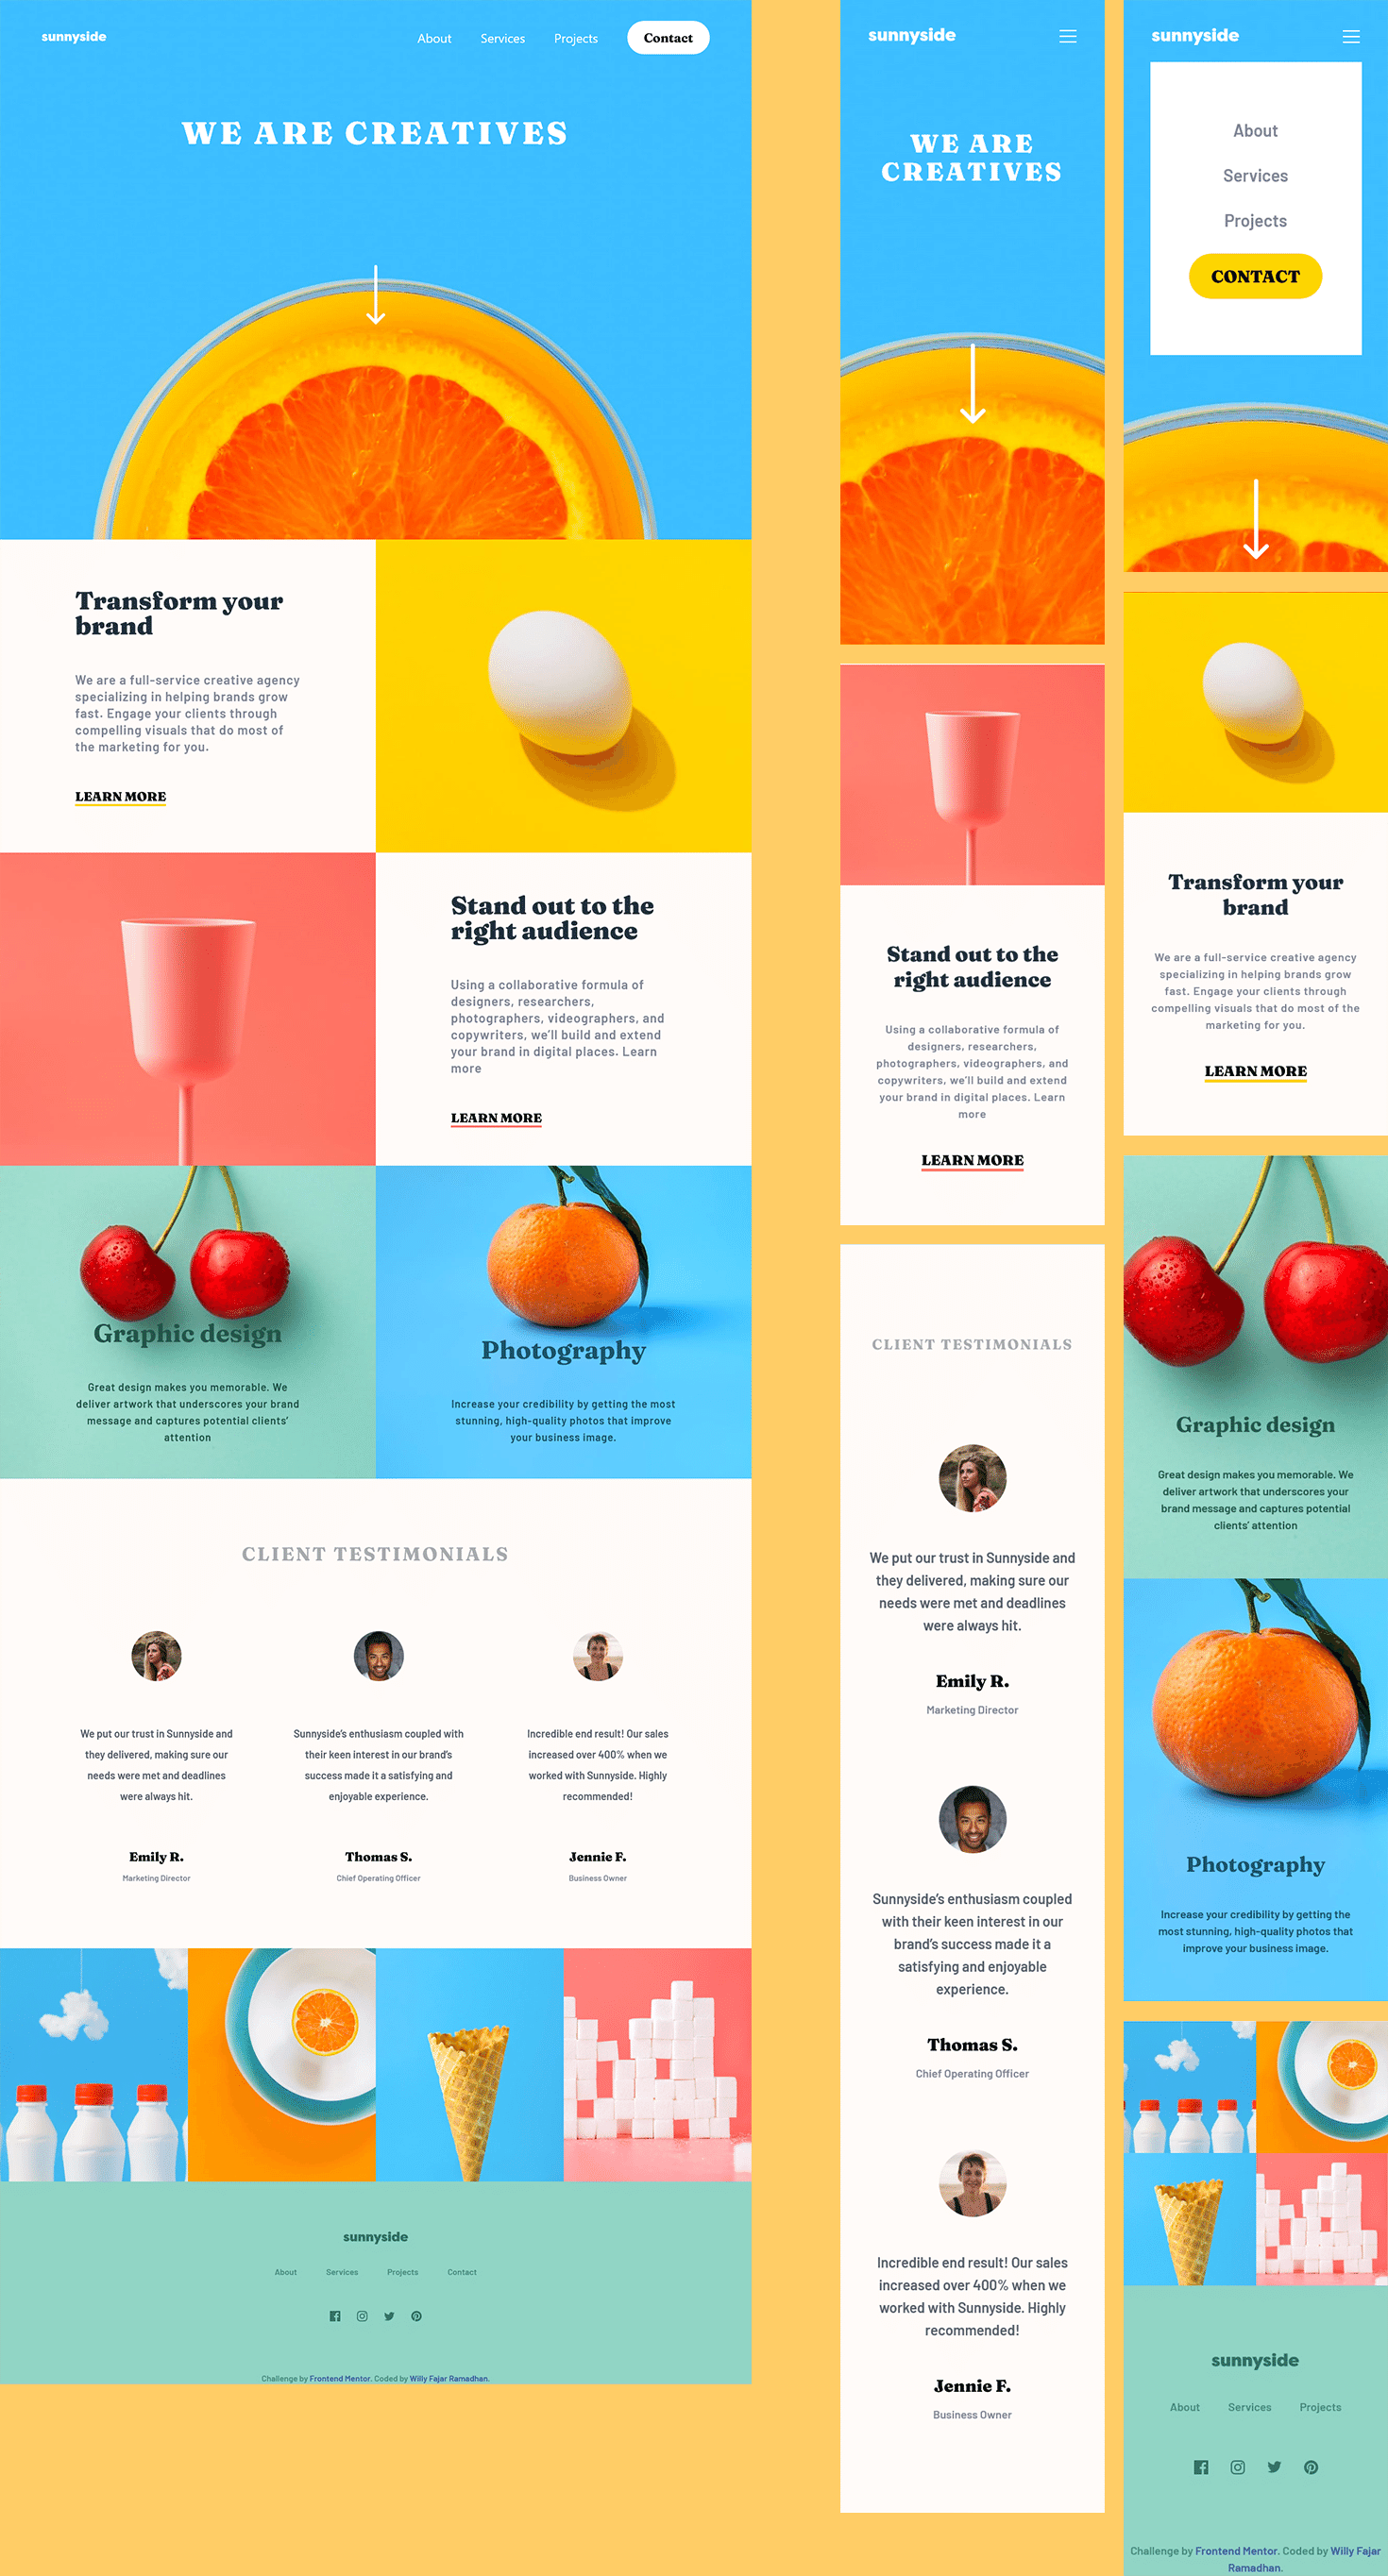 sunnyside
About
Services
Projects
Contact
WE ARE CREATIVES
Transform your
brand
We are a full-service creative agency
specializing in helping brands grow
fast. Engage your clients through
compelling visuals that do most of
the marketing for you.
LEARN MORE
Stand out to the
right audience
Using a collaborative formula of
designers, researchers,
photographers, videographers, and
copywriters, we'll build and extend
your brand in digital places. Learn
more
LEARN MORE
Graphic design
Great design makes you memorable. We
deliver artwork that underscores your brand
message and captures potential clients'
attention
Photography
Increase your credibility by getting the most
stunning, high-quality photos that improve
your business image.
CLIENT TESTIMONIALS
We put our trust in Sunnyside and
they delivered, making sure our
needs were met and deadlines
were always hit.
Emily R.
Marketing Director
Sunnyside's enthusiasm coupled with
their keen interest in our brand's
success made it a satisfying and
enjoyable experience.
Thomas S.
Chief Operating Officer
Incredible end result! Our sales
increased over 400% when we
worked with Sunnyside. Highly
recommended!
Jennie F.
Business Owner
sunnyside
About
Services
Projects
Contact
Challenge by Frontend Mentor. Coded by Willy Fajar Ramadhan.
sunnyside
WE ARE
CREATIVES
Stand out to the
right audience
Using a collaborative formula of
designers, researchers,
photographers, videographers, and
copywriters, we'll build and extend
your brand in digital places. Learn
more
LEARN MORE
CLIENT TESTIMONIALS
We put our trust in Sunnyside and
they delivered, making sure our
needs were met and deadlines
were always hit.
Emily R.
Marketing Director
Sunnyside's enthusiasm coupled
with their keen interest in our
brand's success made it a
satisfying and enjoyable
experience.
Thomas S.
Chief Operating Officer
Incredible end result! Our sales
increased over 400% when we
worked with Sunnyside. Highly
recommended!
Jennie F.
Business Owner
sunnyside
About
Services
Projects
CONTACT
Transform your
brand
We are a full-service creative agency
specializing in helping brands grow
fast. Engage your clients through
compelling visuals that do most of the
marketing for you.
LEARN MORE
Graphic design
Great design makes you memorable. We
deliver artwork that underscores your
brand message and captures potential
clients' attention
Photography
Increase your credibility by getting the
most stunning, high-quality photos that
improve your business image.
sunnyside
About
Services
Projects
Challenge by Frontend Mentor. Coded by Willy Fajar
Ramadhan.